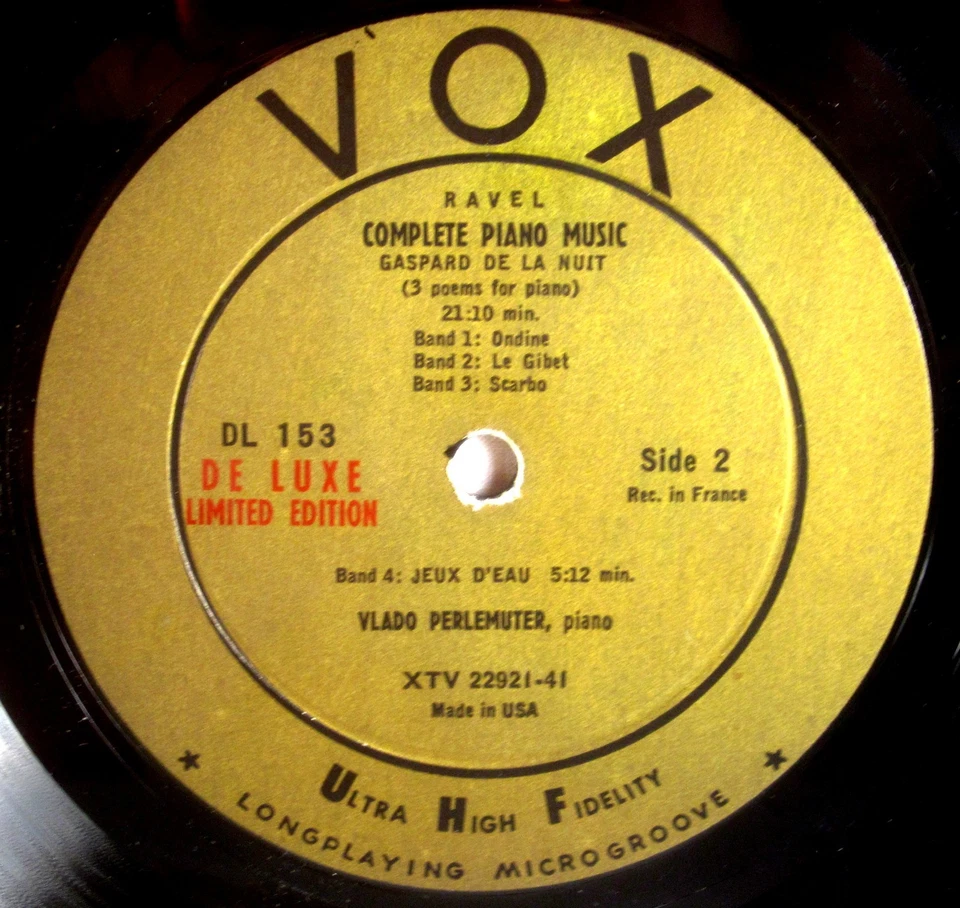 VOX
RAVEL
COMPLETE PIANO MUSIC
GASPARD DE LA NUIT
(3 poems for piano)
21:10 min.
Band 1: Ondine
Band 2: Le Gibet
Band 3: Scarbo
DL 153
DE LUXE
LIMITED EDITION
Side 2
Rec. in France
Band 4: JEUX D'EAU 5:12 min.
VLADO PERLEMUTER, piano
XTV 22921-41
Made in USA
ULTRA HIGH FIDELITY
LONGPLAYING MICROGROOVE